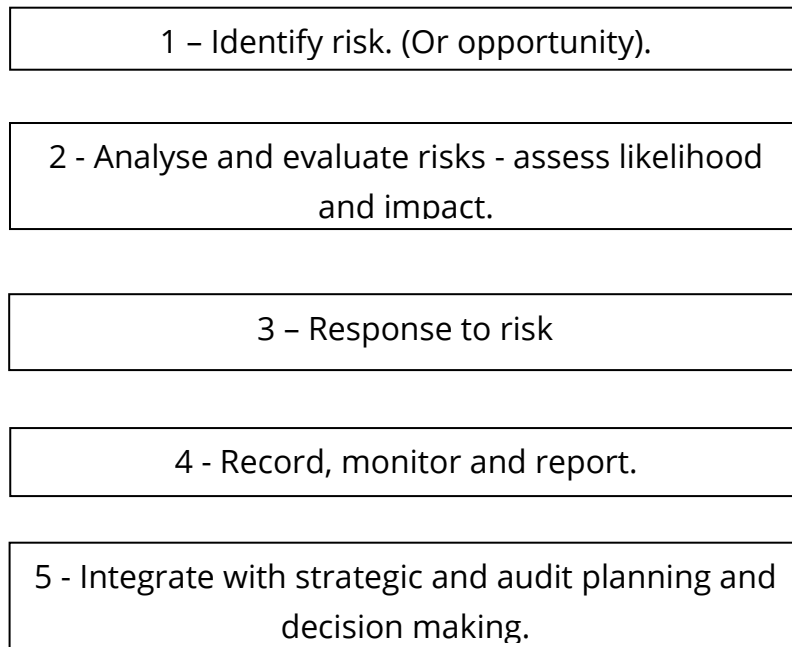 1 – Identify risk. (Or opportunity).
2 - Analyse and evaluate risks - assess likelihood
and impact.
3 – Response to risk
4 - Record, monitor and report.
5 - Integrate with strategic and audit planning and
decision making.